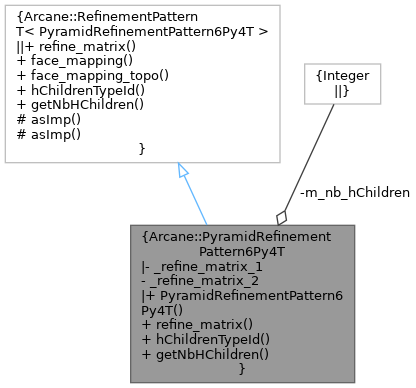 {Arcane::RefinementPattern
T< PyramidRefinementPattern6Py4T >
||+ refine_matrix()
+ face_mapping()
+ face_mapping_topo()
+ hChildrenTypeId()
+ getNbHChildren()
# asImp()
# asImp()
}
{Integer
||}
-m_nb_hChildren
{Arcane::PyramidRefinement
Pattern6Py4T
|- _refine_matrix_1
- _refine_matrix_2
|+ PyramidRefinementPattern6
Py4T()
+ refine_matrix()
+ hChildrenTypeId()
+ getNbHChildren()
}